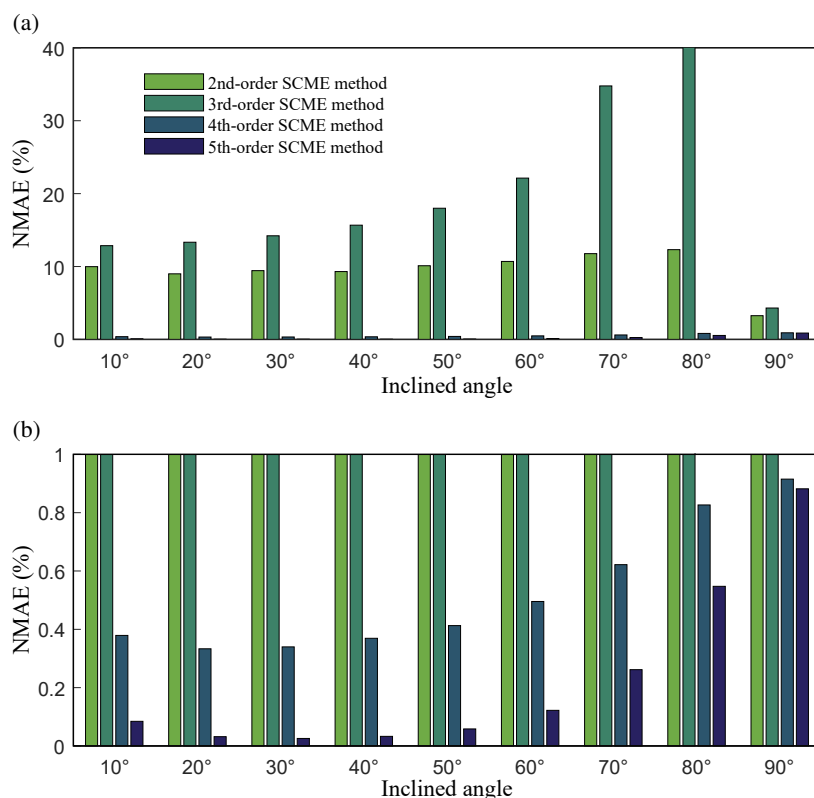 (a)
40
30
20
10
0
NMAE (%)
2nd-order SCME method
3rd-order SCME method
4th-order SCME method
5th-order SCME method
10° 20° 30° 40° 50° 60° 70° 80° 90°
Inclined angle
(b)
1
0.8
0.6
0.4
0.2
0
NMAE (%)
10° 20° 30° 40° 50° 60° 70° 80° 90°
Inclined angle